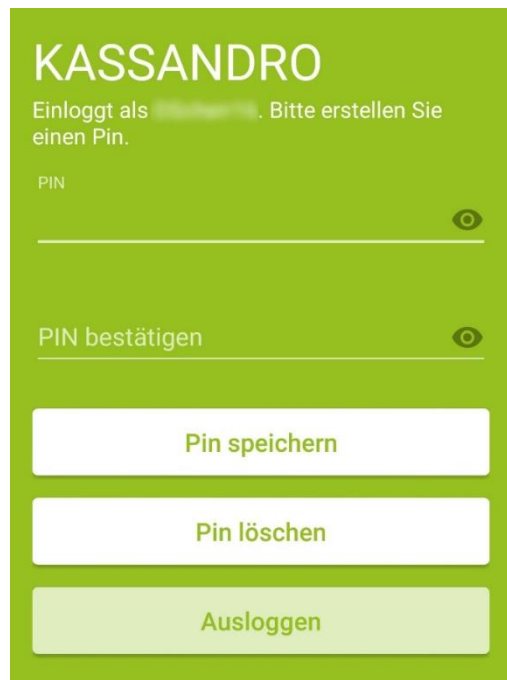 KASSANDRO
Einloggt als . Bitte erstellen Sie
einen Pin.
PIN
PIN bestätigen
Pin speichern
Pin löschen
Ausloggen